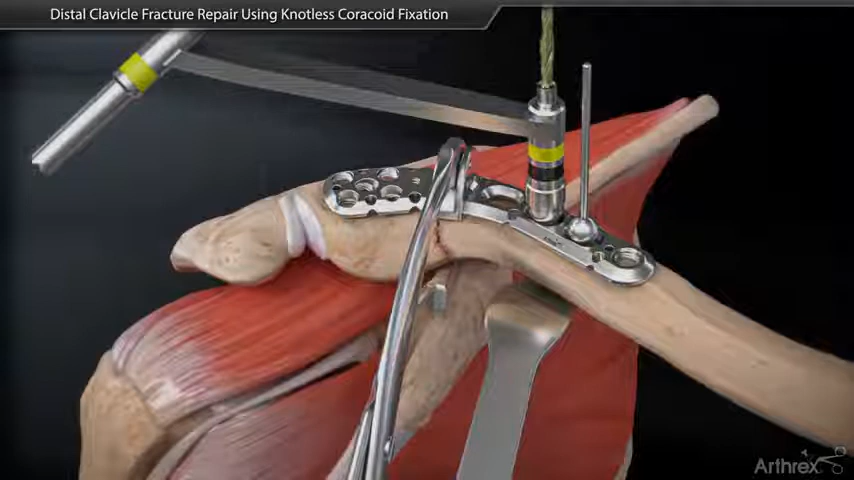 Distal Clavicle Fracture Repair Using Knotless Coracoid Fixation
Arthrex